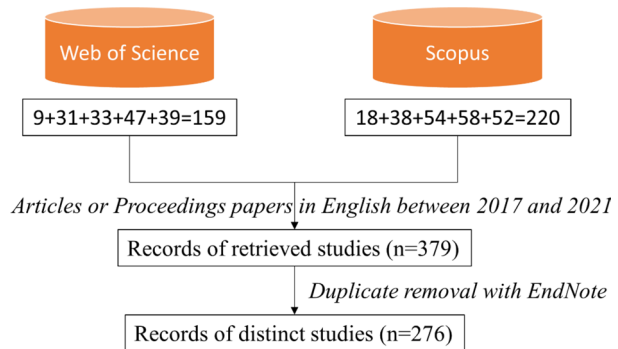 Web of Science
Scopus
9+31+33+47+39=159
18+38+54+58+52=220
Articles or Proceedings papers in English between 2017 and 2021
Records of retrieved studies (n=379)
Duplicate removal with EndNote
Records of distinct studies (n=276)